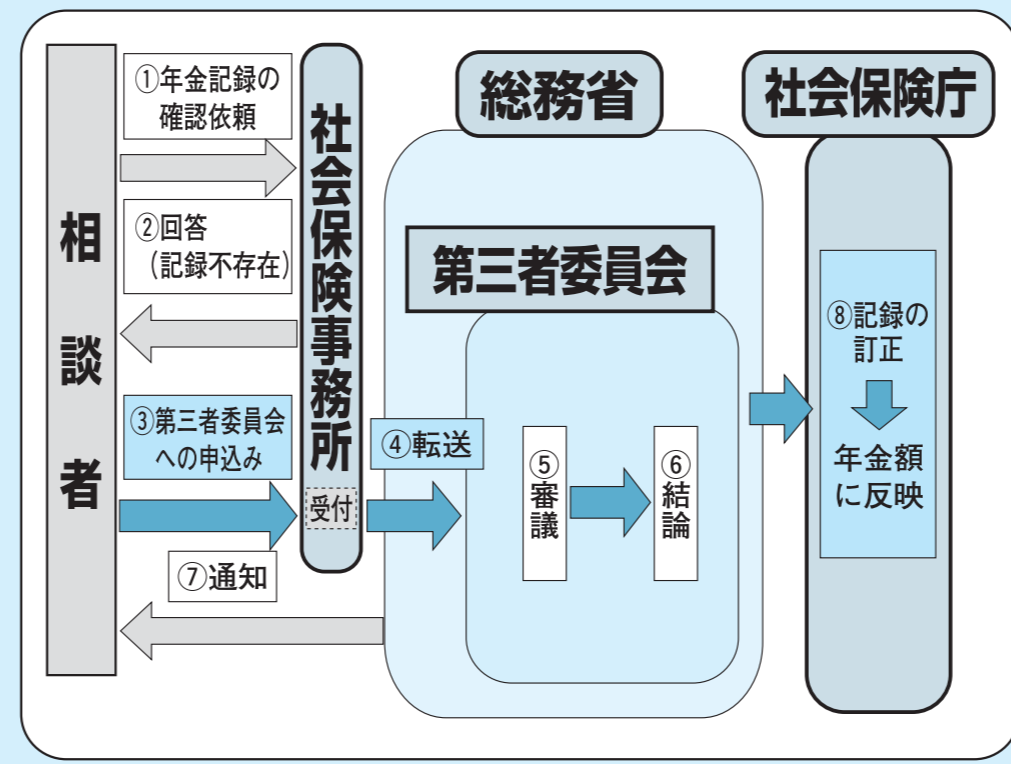 相談者
①年金記録の
確認依頼
②回答
(記録不存在)
③第三者委員会
への申込み
⑦通知
社会保険事務所
受付
④転送
総務省
第三者委員会
⑤審議
⑥結論
社会保険庁
⑧記録の
訂正
年金額
に反映